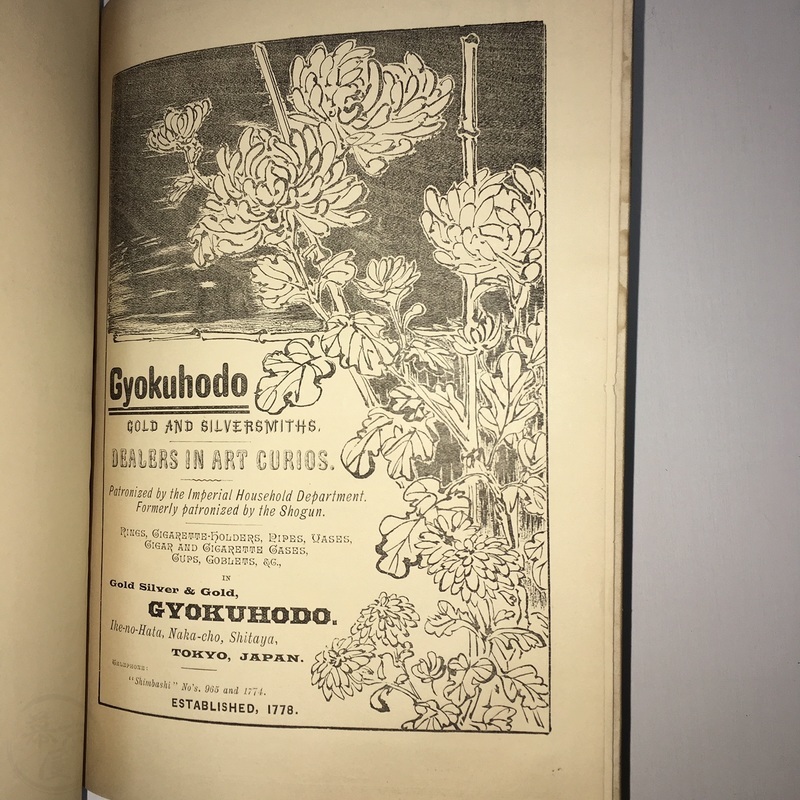 Gyokuhodo
GOLD AND SILVERSMITHS.
DEALERS IN ART CURIOS.
Patronized by the Imperial Household Department.
Formerly patronized by the Shogun.
RINGS, CIGARETTE-HOLDERS, PIPES, VASES,
CIGAR AND CIGARETTE CASES,
CUPS, GOBLETS, &C.,
IN
Gold Silver & Gold,
GYOKUHODO.
Ike-no-Hata, Naka-cho, Shitaya,
TOKYO, JAPAN.
TELEPHONE:
"Shimbashi" No's. 965 and 1774.
ESTABLISHED, 1778.